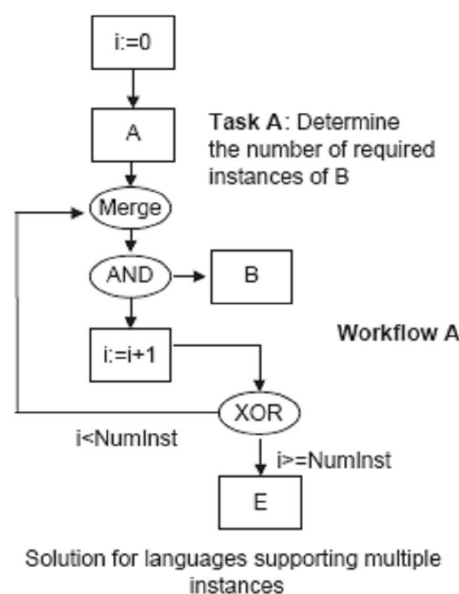 i:=0
A
Task A: Determine
the number of required
instances of B
Merge
AND
B
Workflow A
i:=i+1
XOR
i<NumInst
i>=NumInst
E
Solution for languages supporting multiple
instances